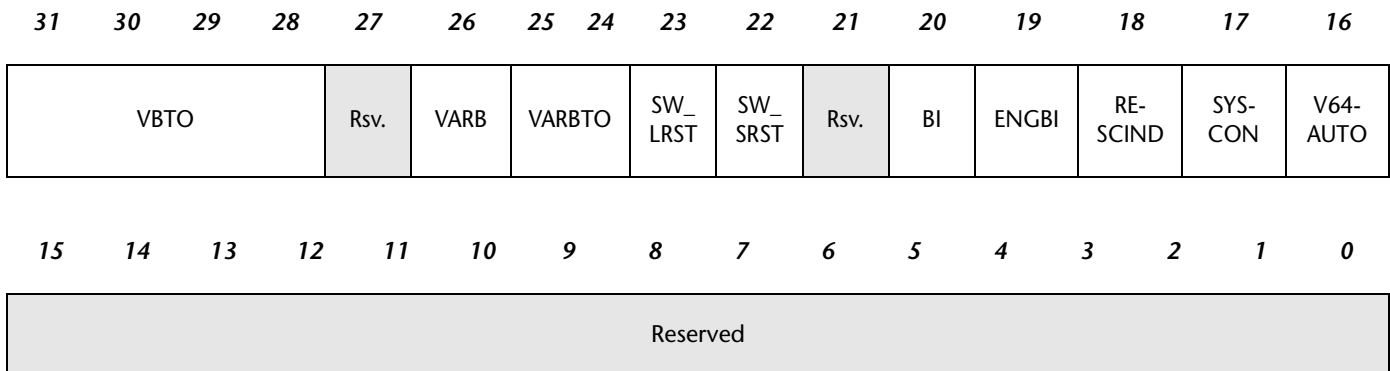 31 30 29 28 27 26 25 24 23 22 21 20 19 18 17 16
VBTO Rsv. VARB VARBTO SW_ SW_ Rsv. BI ENGBI RE- SYS- V64-
LRST SRST SCIND CON AUTO
15 14 13 12 11 10 9 8 7 6 5 4 3 2 1 0
Reserved